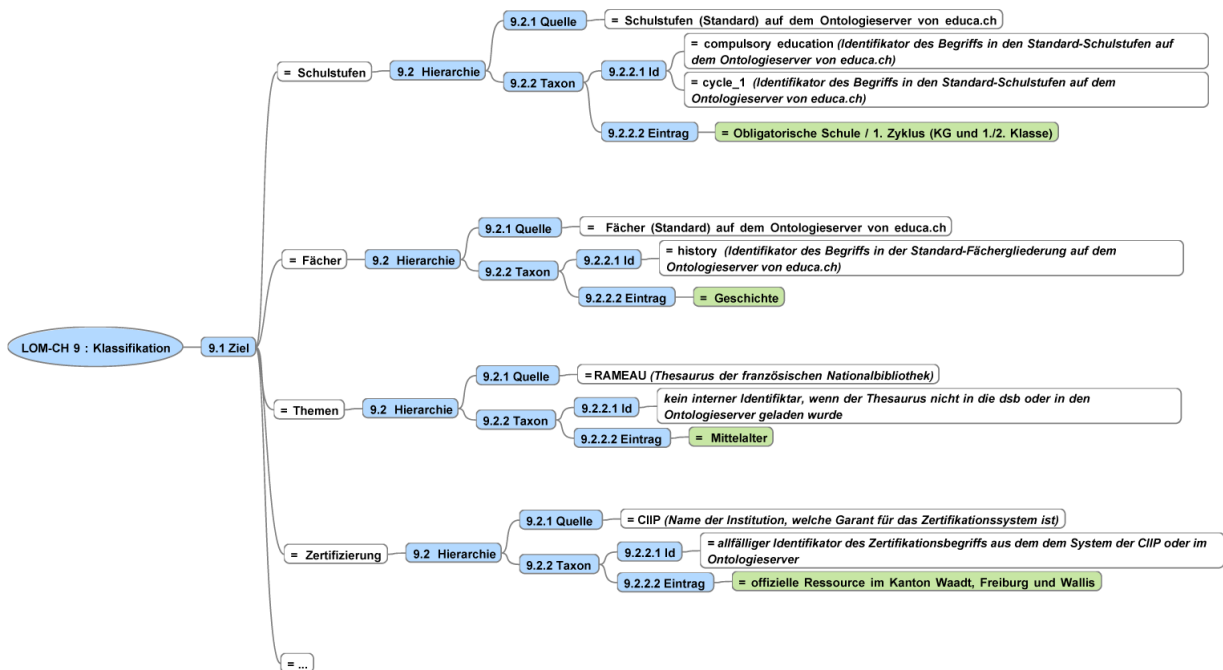 LOM-CH 9 : Klassifikation
9.1 Ziel
= Schulstufen
9.2 Hierarchie
9.2.1 Quelle
= Schulstufen (Standard) auf dem Ontologieserver von educa.ch
9.2.2 Taxon
9.2.2.1 Id
= compulsory education (Identifikator des Begriffs in den Standard-Schulstufen auf
dem Ontologieserver von educa.ch)
= cycle_1 (Identifikator des Begriffs in den Standard-Schulstufen auf dem
Ontologieserver von educa.ch)
9.2.2.2 Eintrag
= Obligatorische Schule / 1. Zyklus (KG und 1./2. Klasse)
= Fächer
9.2 Hierarchie
9.2.1 Quelle
= Fächer (Standard) auf dem Ontologieserver von educa.ch
9.2.2 Taxon
9.2.2.1 Id
= history (Identifikator des Begriffs in der Standard-Fächergliederung auf dem
Ontologieserver von educa.ch)
9.2.2.2 Eintrag
= Geschichte
= Themen
9.2 Hierarchie
9.2.1 Quelle
= RAMEAU (Thesaurus der französischen Nationalbibliothek)
9.2.2 Taxon
9.2.2.1 Id
kein interner Identifiktar, wenn der Thesaurus nicht in die dsb oder in den
Ontologieserver geladen wurde
9.2.2.2 Eintrag
= Mittelalter
= Zertifizierung
9.2 Hierarchie
9.2.1 Quelle
= CIIP (Name der Institution, welche Garant für das Zertifikationssystem ist)
9.2.2 Taxon
9.2.2.1 Id
= allfälliger Identifikator des Zertifikationsbegriffs aus dem dem System der CIIP oder im
Ontologieserver
9.2.2.2 Eintrag
= offizielle Ressource im Kanton Waadt, Freiburg und Wallis
= ...